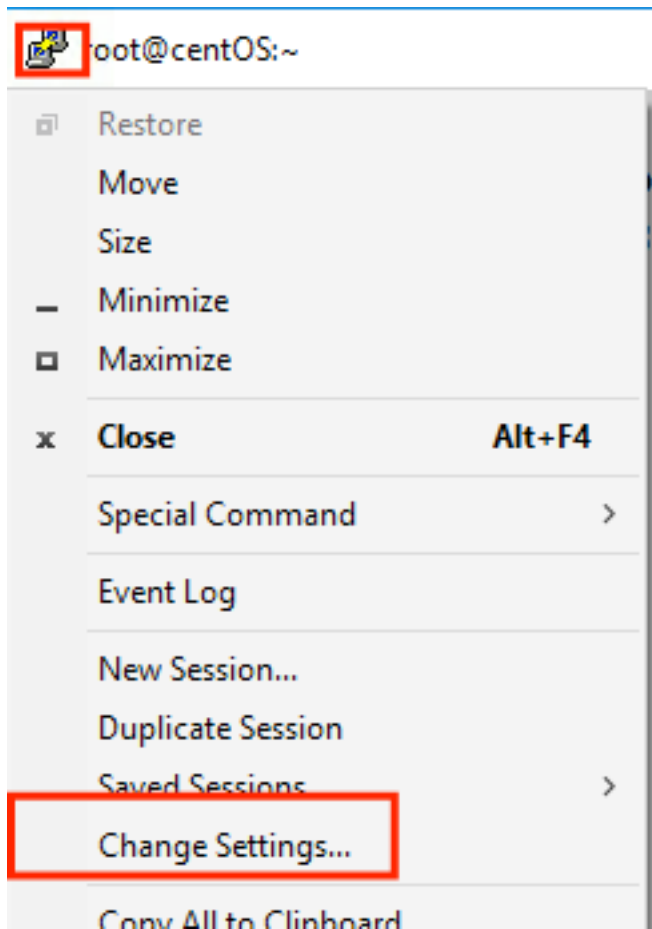 root@centOS:~
Restore
Move
Size
Minimize
Maximize
Close Alt+F4
Special Command
Event Log
New Session...
Duplicate Session
Saved Sessions
Change Settings...
Copy All to Clipboard